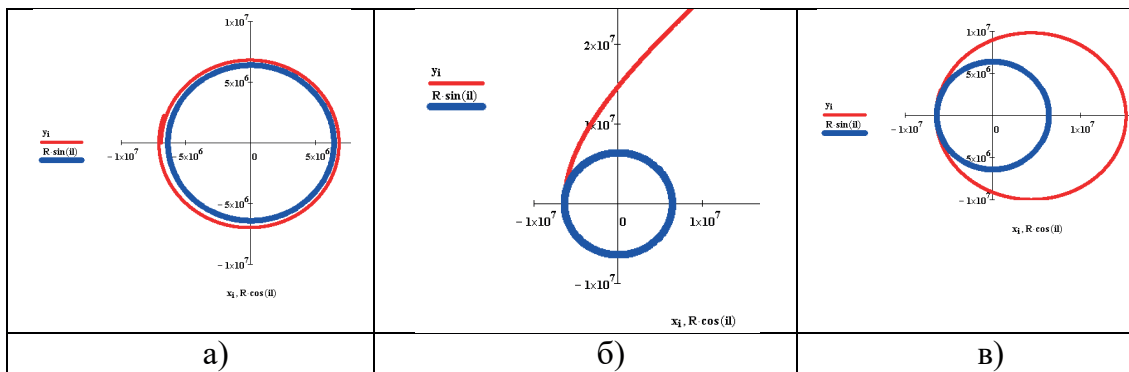 1×10⁷
5×10⁶
yᵢ
R·sin(il)
−1×10⁷
−5×10⁶
0
5×10⁶
−5×10⁶
−1×10⁷
xᵢ, R·cos(il)
2×10⁷
yᵢ
R·sin(il)
1×10⁷
−1×10⁷
0
1×10⁷
−1×10⁷
xᵢ, R·cos(il)
1×10⁷
5×10⁶
yᵢ
R·sin(il)
−1×10⁷
0
1×10⁷
5×10⁶
−1×10⁷
xᵢ, R·cos(il)
а)
б)
в)